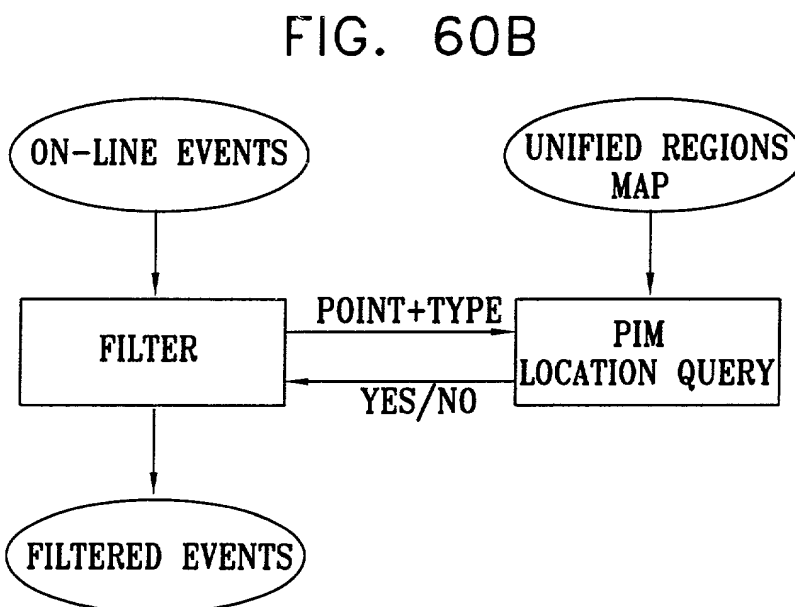 FIG. 60B
ON-LINE EVENTS
UNIFIED REGIONS
MAP
POINT+TYPE
FILTER
PIM
LOCATION QUERY
YES/NO
FILTERED EVENTS